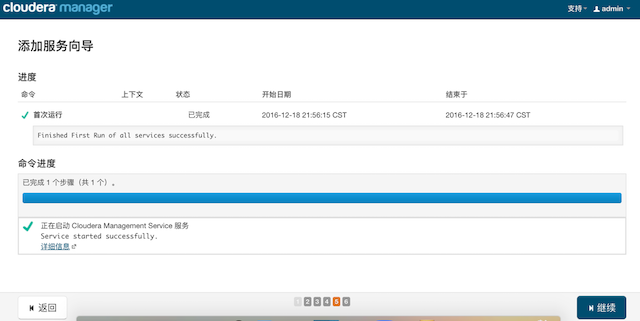 cloudera manager 支持 admin
添加服务向导
进度
命令 上下文 状态 开始日期 结束于
首次运行 已完成 2016-12-18 21:56:15 CST 2016-12-18 21:56:47 CST
Finished First Run of all services successfully.
命令进度
已完成 1 个步骤（共 1 个）。
正在启动 Cloudera Management Service 服务
Service started successfully.
详细信息
返回 1 2 3 4 5 6 继续